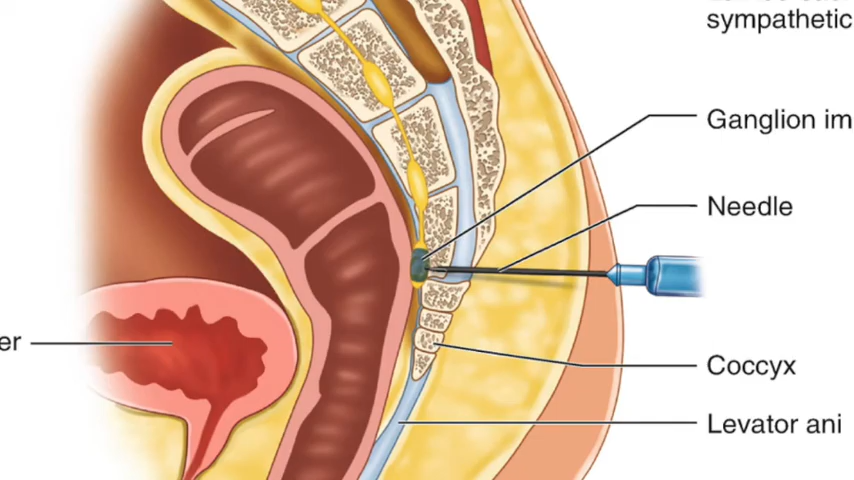 sympathetic
Ganglion im
Needle
er
Coccyx
Levator ani